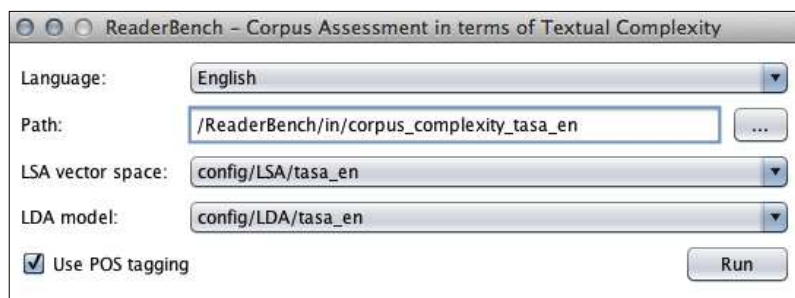 ReaderBench – Corpus Assessment in terms of Textual Complexity
Language: English
Path: /ReaderBench/in/corpus_complexity_tasa_en ...
LSA vector space: config/LSA/tasa_en
LDA model: config/LDA/tasa_en
Use POS tagging Run